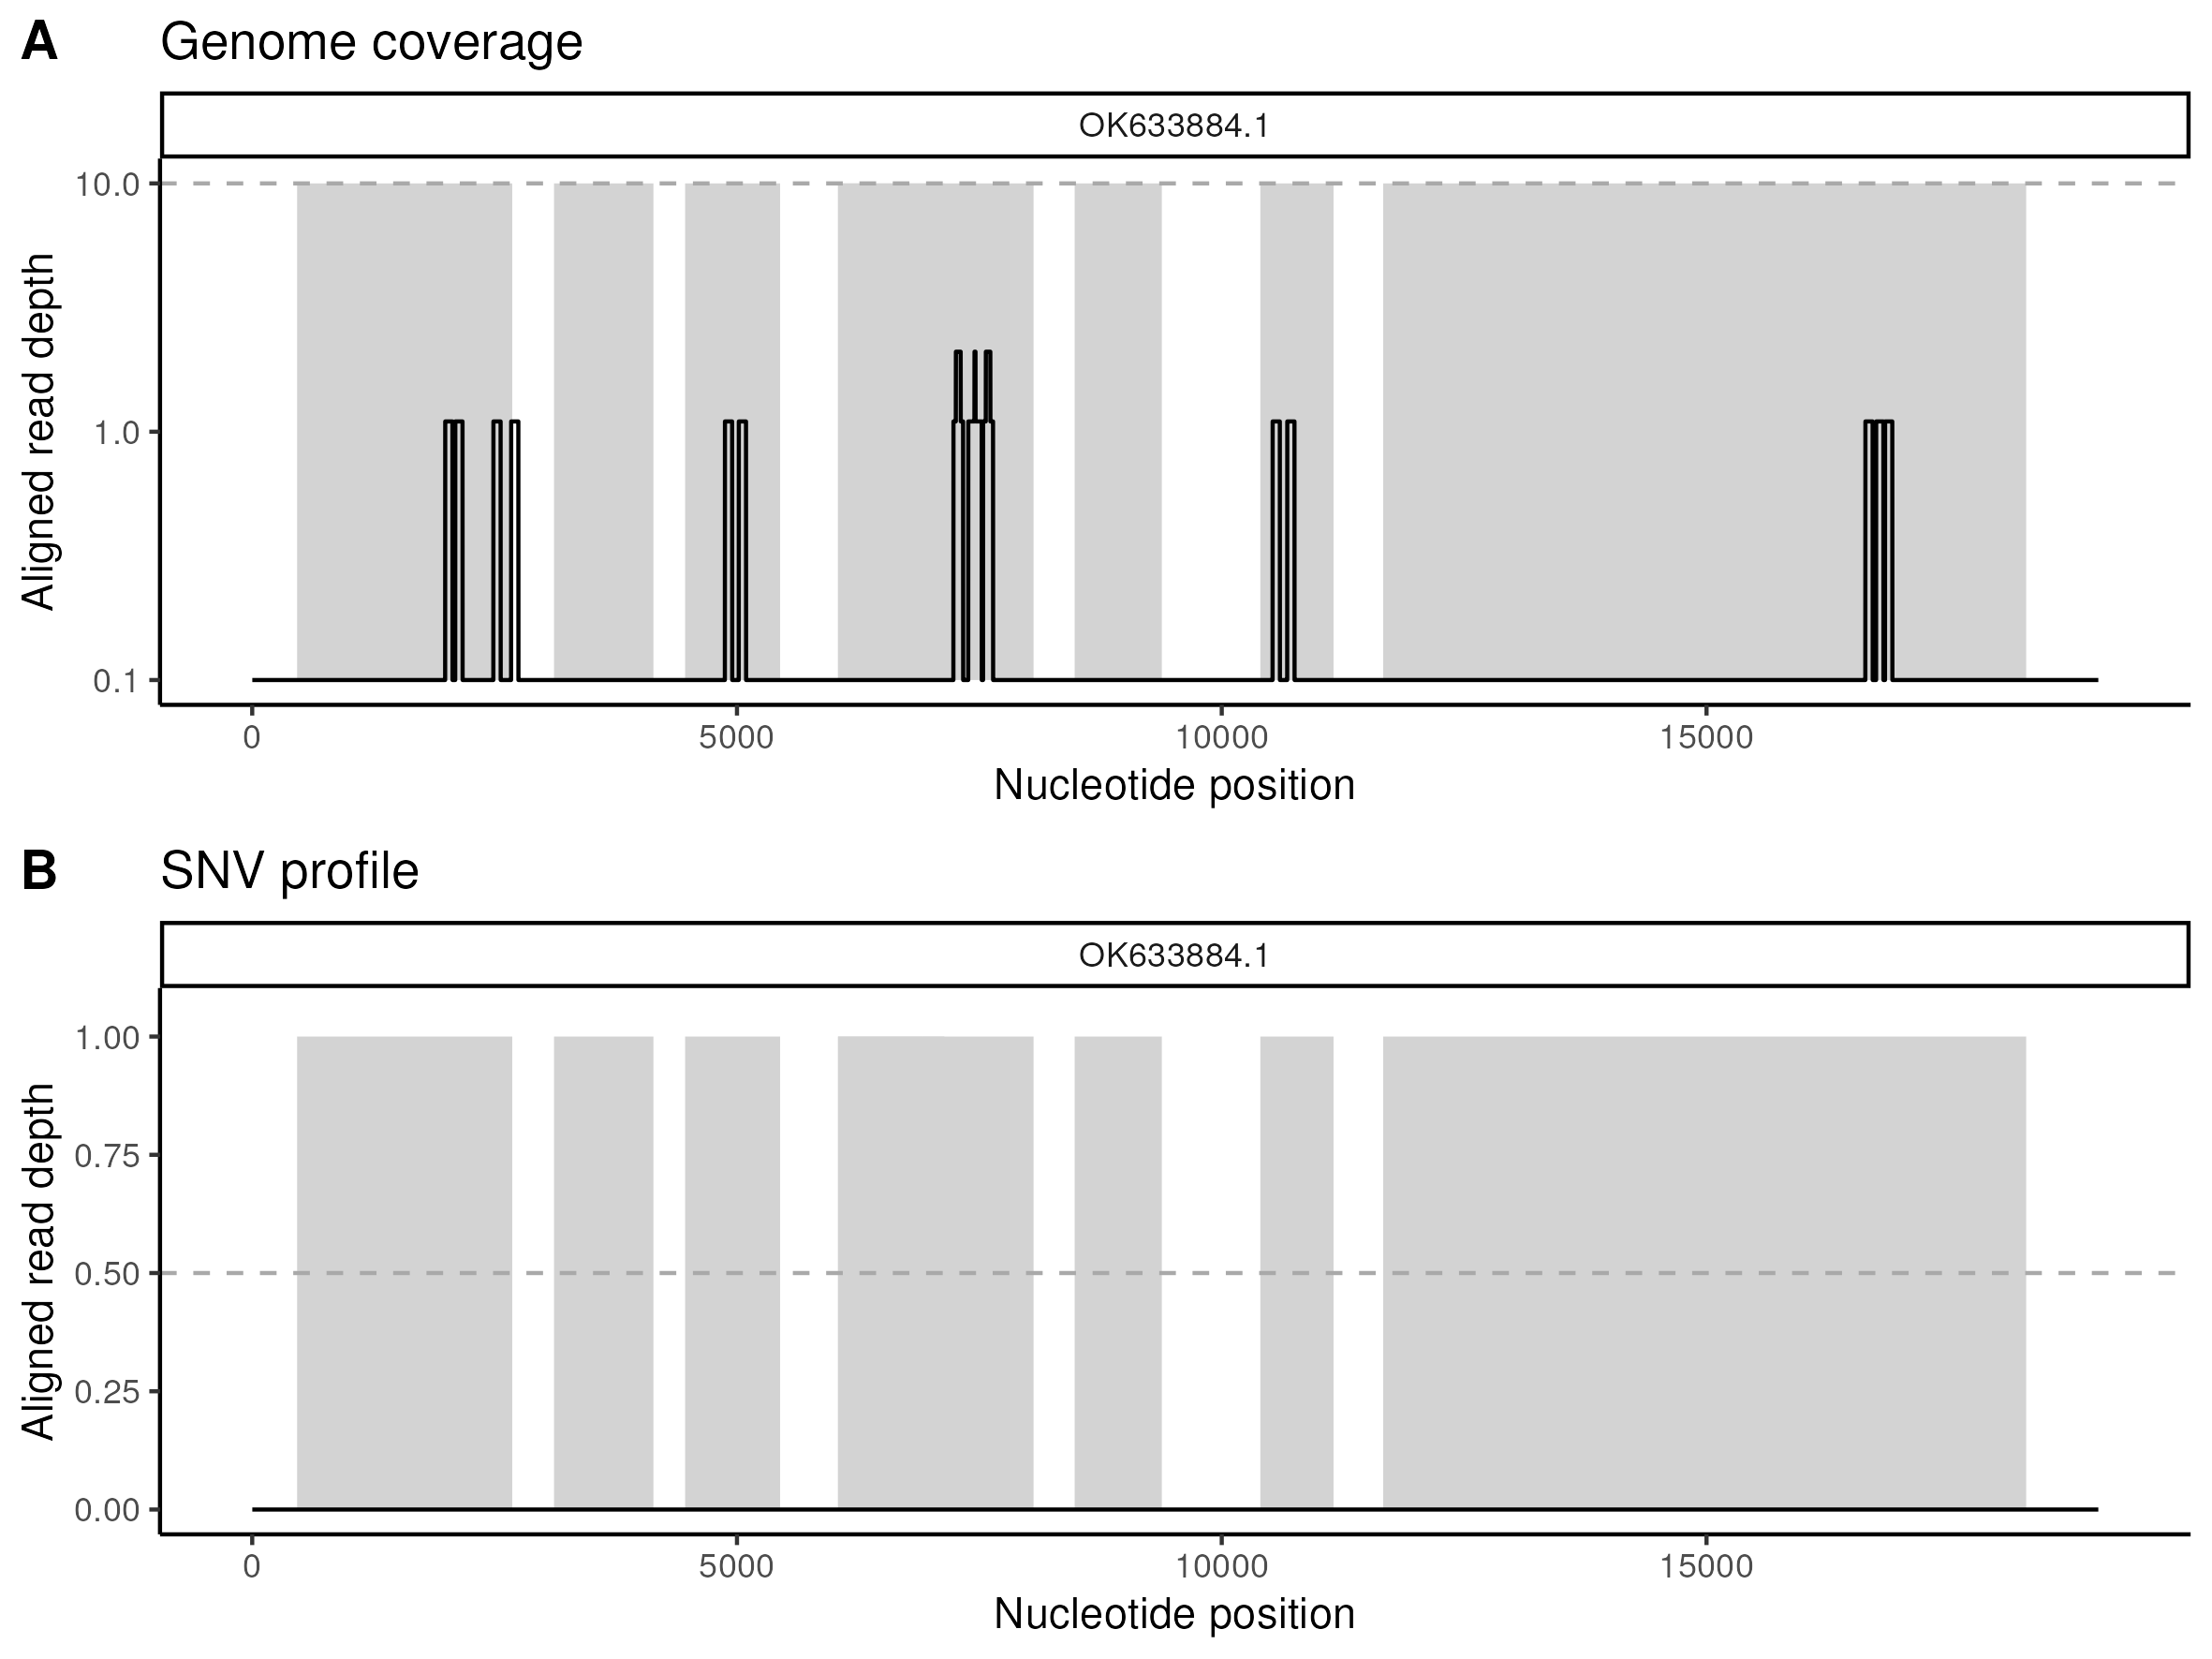 A Genome coverage
OK633884.1
10.0
1.0
0.1
Aligned read depth
0 5000 10000 15000
Nucleotide position
B SNV profile
OK633884.1
1.00
0.75
0.50
0.25
0.00
Aligned read depth
0 5000 10000 15000
Nucleotide position